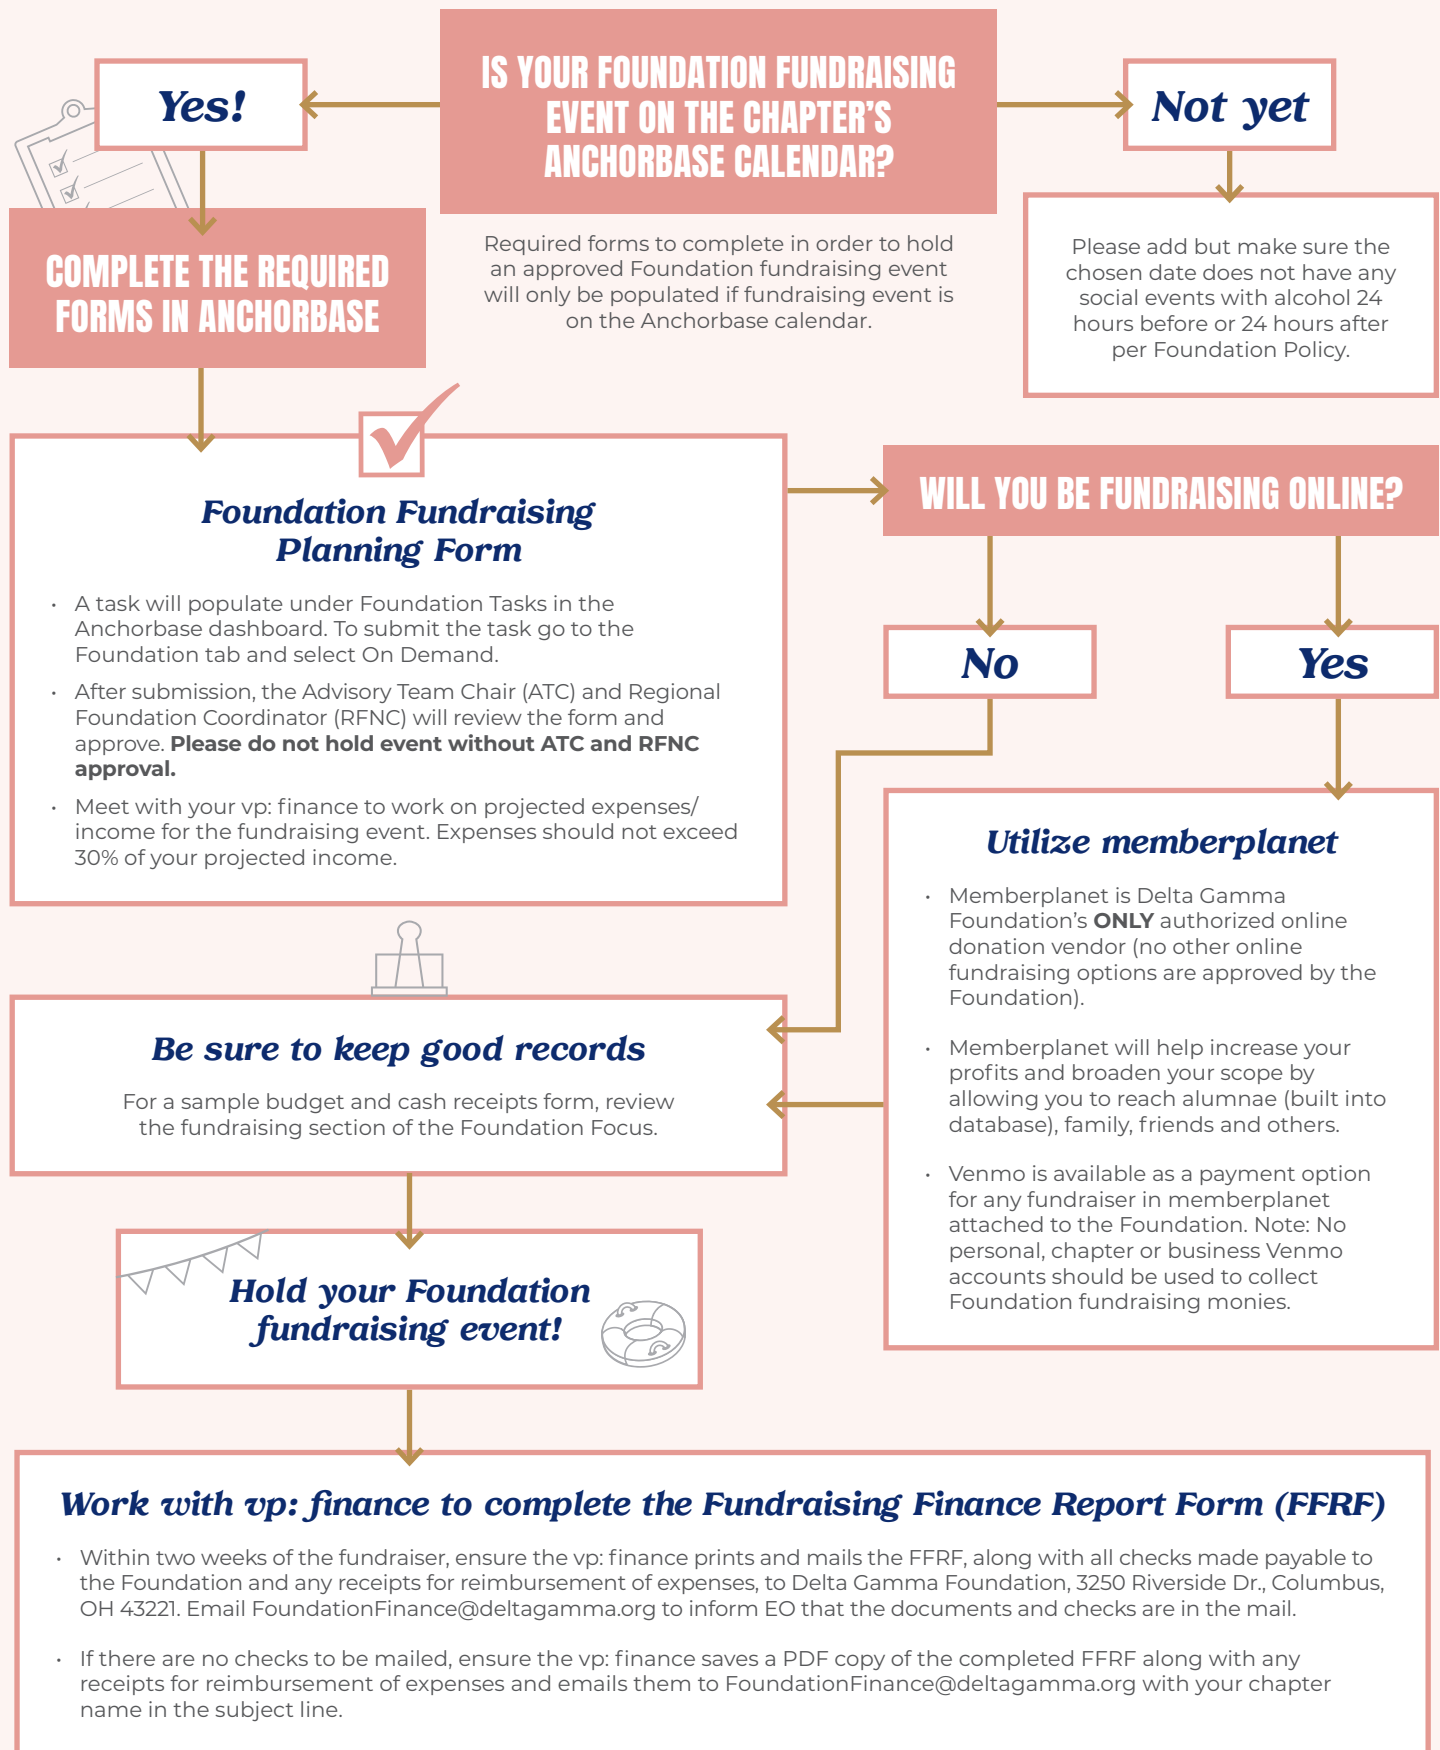 IS YOUR FOUNDATION FUNDRAISING
EVENT ON THE CHAPTER'S
ANCHORBASE CALENDAR?
Yes!
Not yet
Required forms to complete in order to hold
an approved Foundation fundraising event
will only be populated if fundraising event is
on the Anchorbase calendar.
Please add but make sure the
chosen date does not have any
social events with alcohol 24
hours before or 24 hours after
per Foundation Policy.
COMPLETE THE REQUIRED
FORMS IN ANCHORBASE
Foundation Fundraising
Planning Form
• A task will populate under Foundation Tasks in the
Anchorbase dashboard. To submit the task go to the
Foundation tab and select On Demand.
• After submission, the Advisory Team Chair (ATC) and Regional
Foundation Coordinator (RFNC) will review the form and
approve. Please do not hold event without ATC and RFNC
approval.
• Meet with your vp: finance to work on projected expenses/
income for the fundraising event. Expenses should not exceed
30% of your projected income.
WILL YOU BE FUNDRAISING ONLINE?
No
Yes
Utilize memberplanet
• Memberplanet is Delta Gamma
Foundation's ONLY authorized online
donation vendor (no other online
fundraising options are approved by the
Foundation).
• Memberplanet will help increase your
profits and broaden your scope by
allowing you to reach alumnae (built into
database), family, friends and others.
• Venmo is available as a payment option
for any fundraiser in memberplanet
attached to the Foundation. Note: No
personal, chapter or business Venmo
accounts should be used to collect
Foundation fundraising monies.
Be sure to keep good records
For a sample budget and cash receipts form, review
the fundraising section of the Foundation Focus.
Hold your Foundation
fundraising event!
Work with vp: finance to complete the Fundraising Finance Report Form (FFRF)
• Within two weeks of the fundraiser, ensure the vp: finance prints and mails the FFRF, along with all checks made payable to
the Foundation and any receipts for reimbursement of expenses, to Delta Gamma Foundation, 3250 Riverside Dr., Columbus,
OH 43221. Email FoundationFinance@deltagamma.org to inform EO that the documents and checks are in the mail.
• If there are no checks to be mailed, ensure the vp: finance saves a PDF copy of the completed FFRF along with any
receipts for reimbursement of expenses and emails them to FoundationFinance@deltagamma.org with your chapter
name in the subject line.